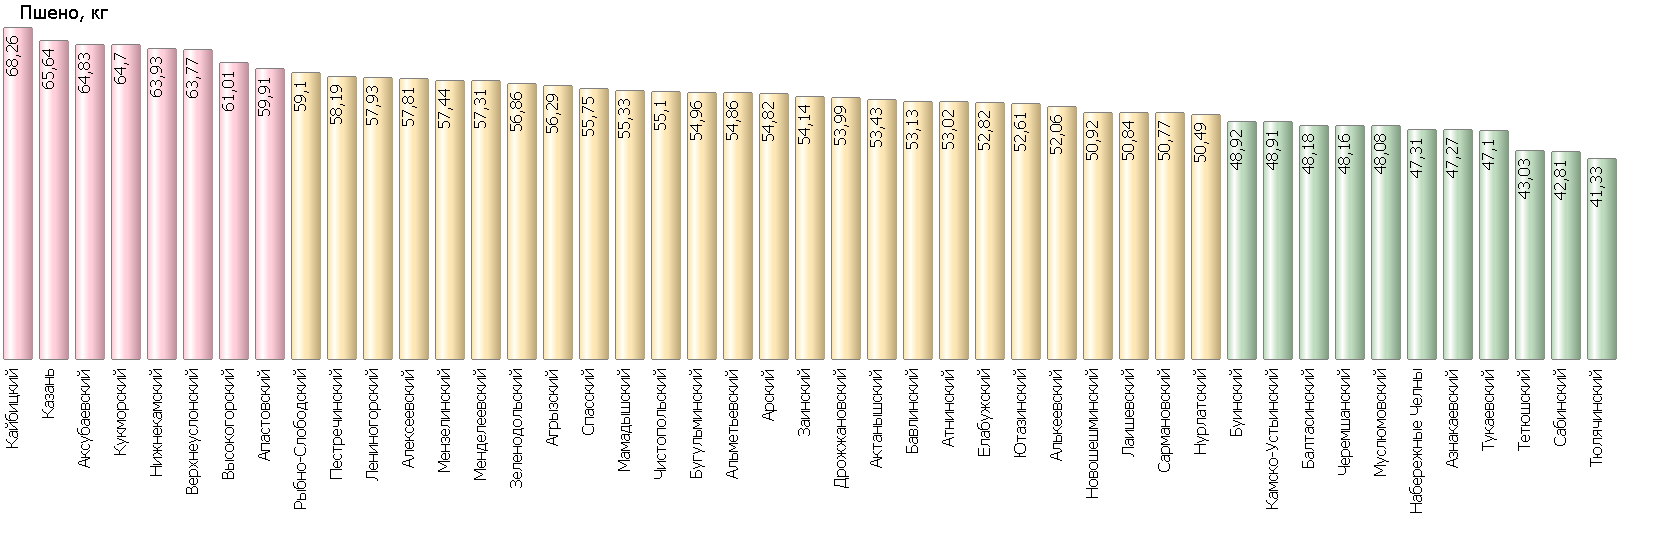 Пшено, кг
68,26
65,64
64,83
64,7
63,93
63,77
61,01
59,91
59,1
58,19
57,93
57,81
57,44
57,31
56,86
56,29
55,75
55,33
55,1
54,96
54,86
54,82
54,14
53,99
53,43
53,13
53,02
52,82
52,61
52,06
50,92
50,84
50,77
50,49
48,92
48,91
48,18
48,16
48,08
47,31
47,27
47,1
43,03
42,81
41,33
Кайбицкий
Казань
Аксубаевский
Кукморский
Нижнекамский
Верхнеуслонский
Высокогорский
Апастовский
Рыбно-Слободский
Пестречинский
Лениногорский
Алексеевский
Мензелинский
Менделеевский
Зеленодольский
Агрызский
Спасский
Мамадышский
Чистопольский
Бугульминский
Альметьевский
Арский
Заинский
Дрожжановский
Актанышский
Бавлинский
Атнинский
Елабужский
Ютазинский
Алькеевский
Новошешминский
Лаишевский
Сармановский
Нурлатский
Буинский
Камско-Устьинский
Балтасинский
Черемшанский
Муслюмовский
Набережные Челны
Азнакаевский
Тукаевский
Тетюшский
Сабинский
Тюлячинский